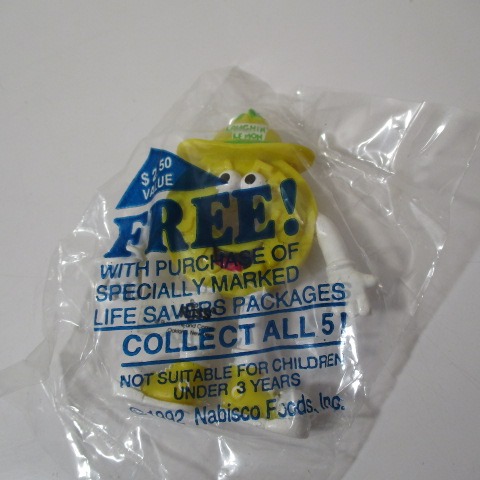 $2.50
VALUE
FREE!
WITH PURCHASE OF
SPECIALLY MARKED
LIFE SAVERS PACKAGES
COLLECT ALL 5!
NOT SUITABLE FOR CHILDREN
UNDER 3 YEARS
©1992 Nabisco Foods, Inc.